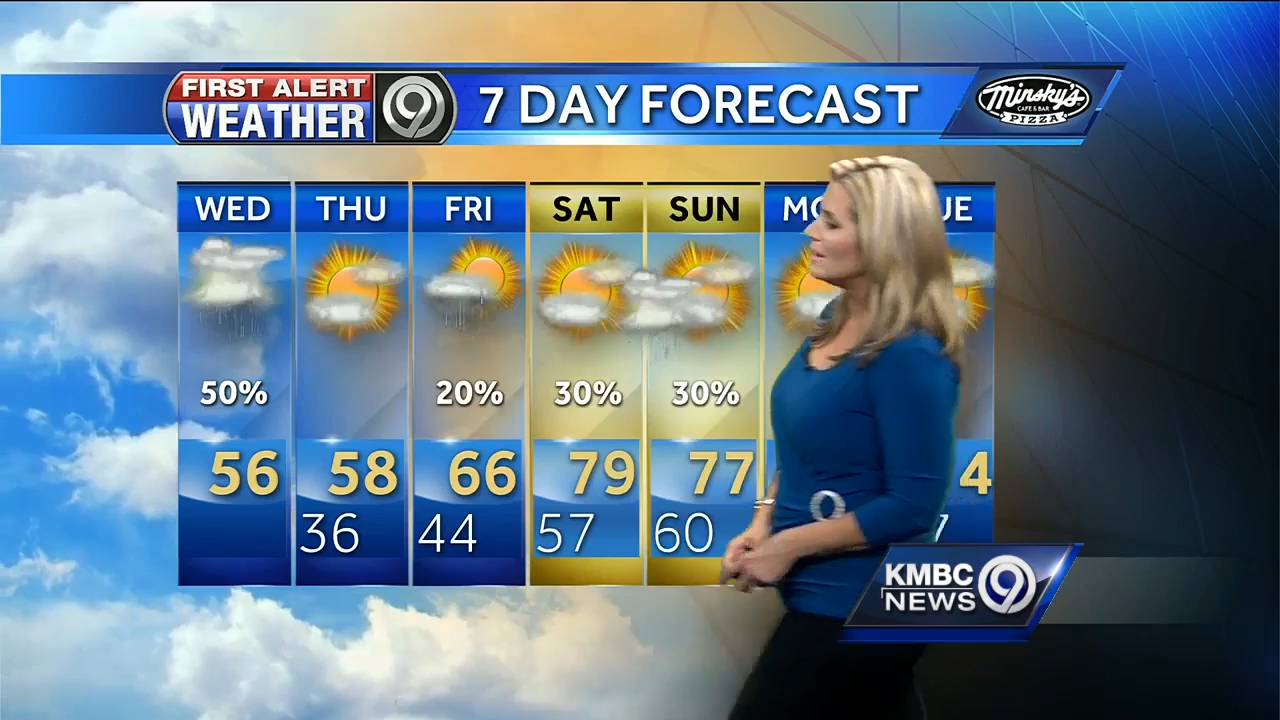 FIRST ALERT
WEATHER 9
7 DAY FORECAST
Minsky's
CAFE & BAR
PIZZA
WED THU FRI SAT SUN
50% 20% 30% 30%
56 58 66 79 77
36 44 57 60
KMBC
NEWS 9